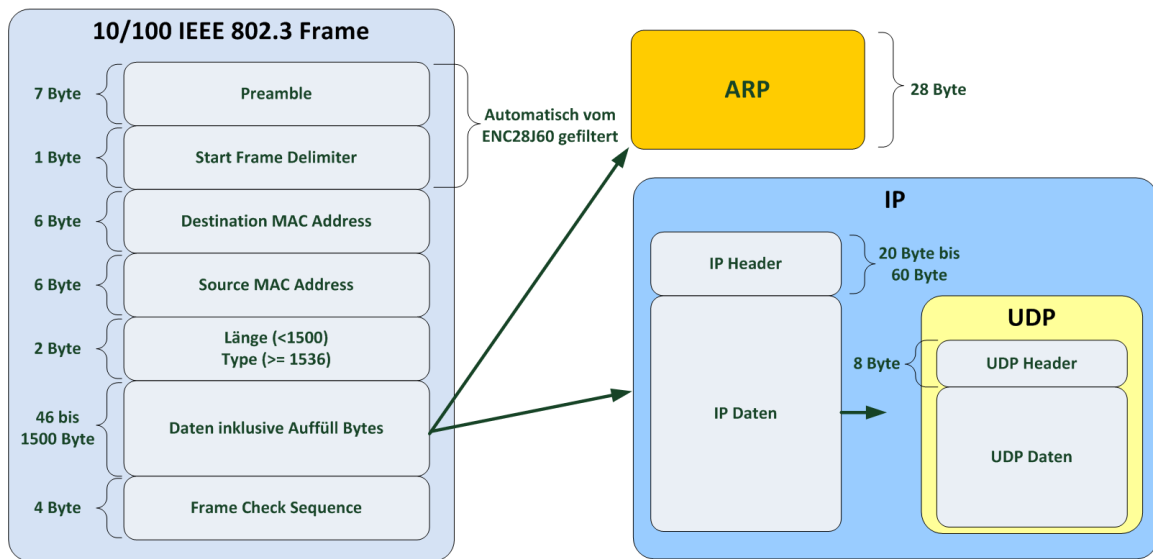 10/100 IEEE 802.3 Frame
7 Byte
Preamble
1 Byte
Start Frame Delimiter
Automatisch vom
ENC28J60 gefiltert
6 Byte
Destination MAC Address
6 Byte
Source MAC Address
2 Byte
Länge (<1500)
Type (>= 1536)
46 bis
1500 Byte
Daten inklusive Auffüll Bytes
4 Byte
Frame Check Sequence
ARP
28 Byte
IP
IP Header
20 Byte bis
60 Byte
IP Daten
UDP
8 Byte
UDP Header
UDP Daten